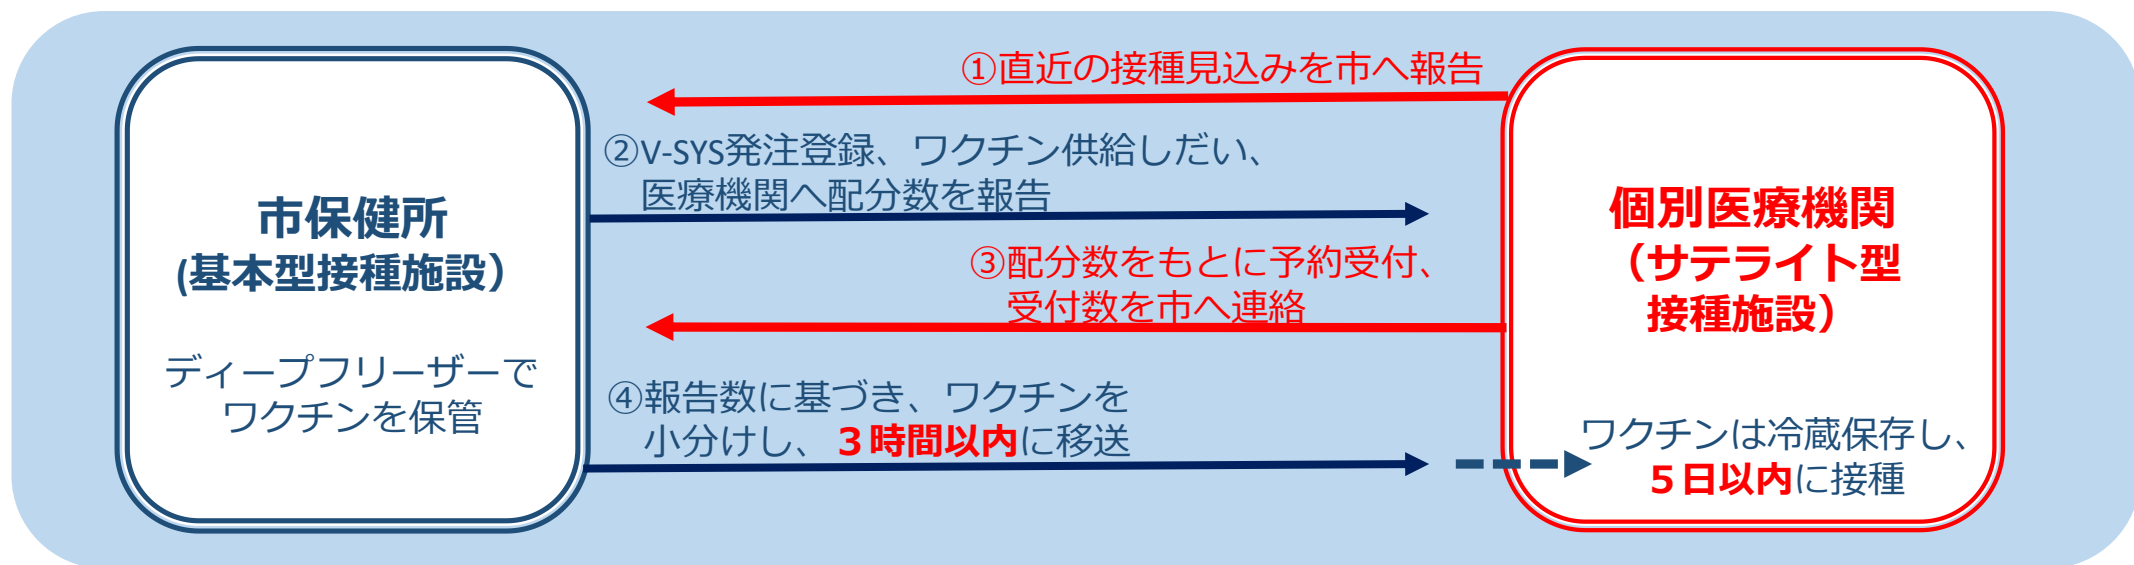 市保健所
(基本型接種施設）
ディープフリーザーで
ワクチンを保管
①直近の接種見込みを市へ報告
②V-SYS発注登録、ワクチン供給しだい、
医療機関へ配分数を報告
③配分数をもとに予約受付、
受付数を市へ連絡
④報告数に基づき、ワクチンを
小分けし、３時間以内に移送
個別医療機関
（サテライト型
接種施設）
ワクチンは冷蔵保存し、
５日以内に接種